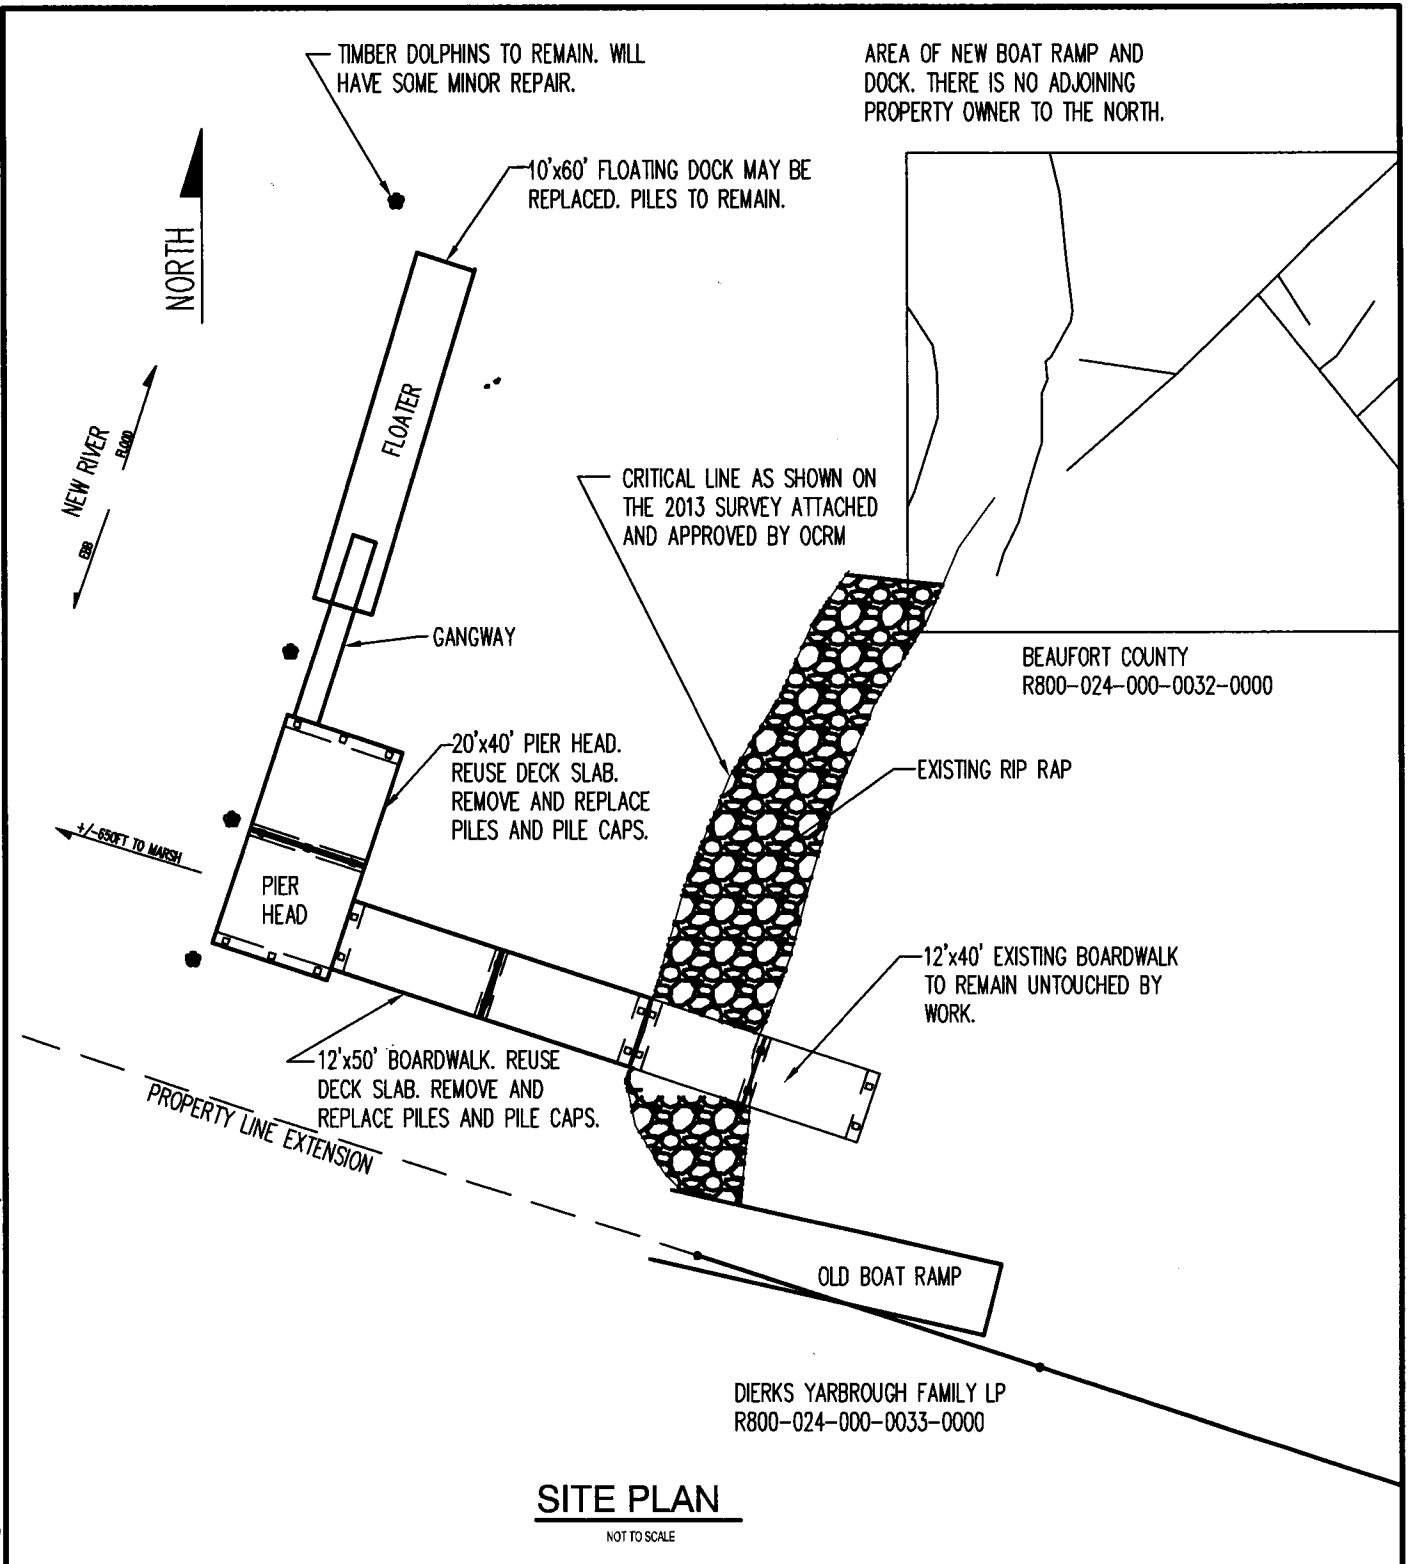 TIMBER DOLPHINS TO REMAIN. WILL
HAVE SOME MINOR REPAIR.
AREA OF NEW BOAT RAMP AND
DOCK. THERE IS NO ADJOINING
PROPERTY OWNER TO THE NORTH.
10'x60' FLOATING DOCK MAY BE
REPLACED. PILES TO REMAIN.
NORTH
FLOATER
NEW RIVER
FLOOD
EBB
CRITICAL LINE AS SHOWN ON
THE 2013 SURVEY ATTACHED
AND APPROVED BY OCRM
GANGWAY
BEAUFORT COUNTY
R800-024-000-0032-0000
20'x40' PIER HEAD.
REUSE DECK SLAB.
REMOVE AND REPLACE
PILES AND PILE CAPS.
EXISTING RIP RAP
+/-650FT TO MARSH
PIER
HEAD
12'x40' EXISTING BOARDWALK
TO REMAIN UNTOUCHED BY
WORK.
12'x50' BOARDWALK. REUSE
DECK SLAB. REMOVE AND
REPLACE PILES AND PILE CAPS.
PROPERTY LINE EXTENSION
OLD BOAT RAMP
DIERKS YARBROUGH FAMILY LP
R800-024-000-0033-0000
SITE PLAN
NOT TO SCALE